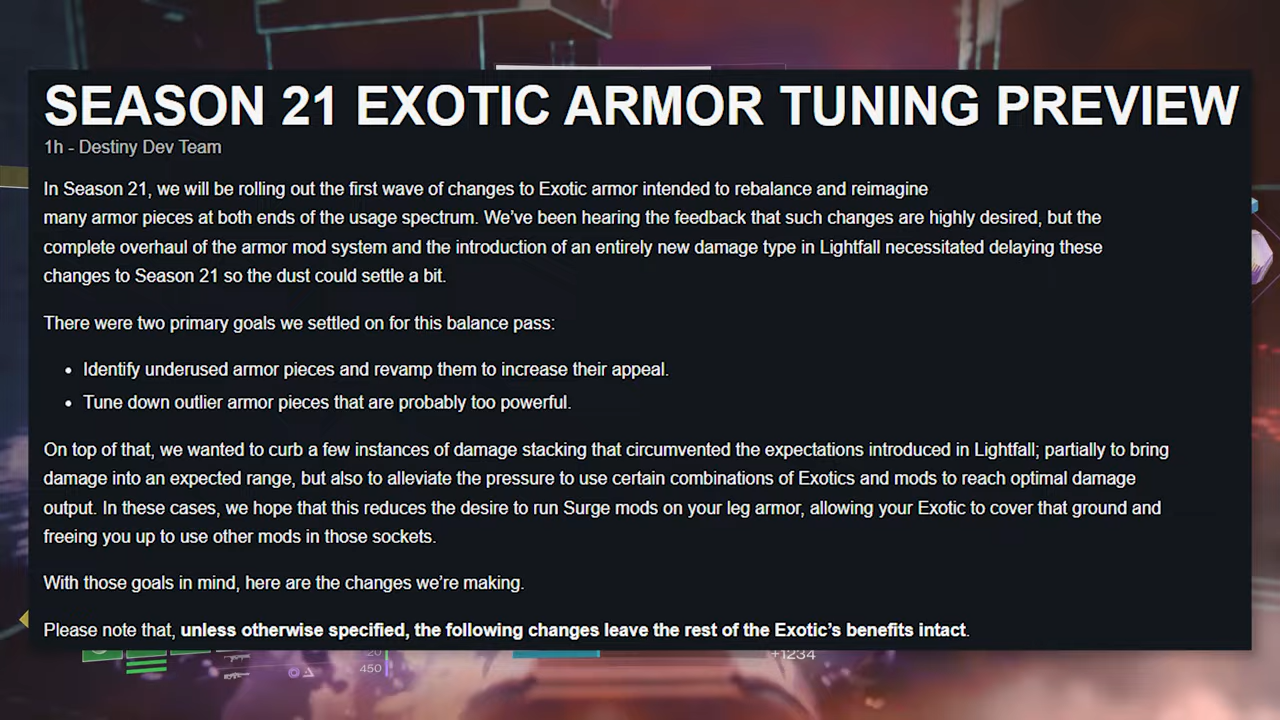 SEASON 21 EXOTIC ARMOR TUNING PREVIEW
1h - Destiny Dev Team
In Season 21, we will be rolling out the first wave of changes to Exotic armor intended to rebalance and reimagine
many armor pieces at both ends of the usage spectrum. We’ve been hearing the feedback that such changes are highly desired, but the
complete overhaul of the armor mod system and the introduction of an entirely new damage type in Lightfall necessitated delaying these
changes to Season 21 so the dust could settle a bit.
There were two primary goals we settled on for this balance pass:
• Identify underused armor pieces and revamp them to increase their appeal.
• Tune down outlier armor pieces that are probably too powerful.
On top of that, we wanted to curb a few instances of damage stacking that circumvented the expectations introduced in Lightfall; partially to bring
damage into an expected range, but also to alleviate the pressure to use certain combinations of Exotics and mods to reach optimal damage
output. In these cases, we hope that this reduces the desire to run Surge mods on your leg armor, allowing your Exotic to cover that ground and
freeing you up to use other mods in those sockets.
With those goals in mind, here are the changes we’re making.
Please note that, unless otherwise specified, the following changes leave the rest of the Exotic’s benefits intact.
20
450
+1234